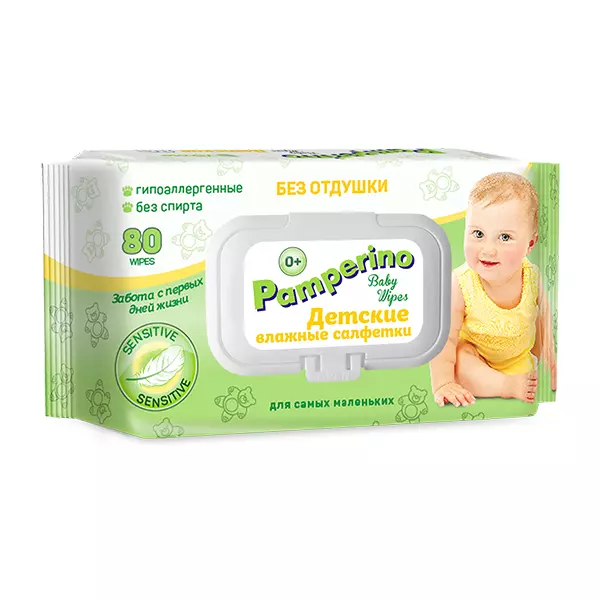 гипоаллергенные
без спирта
БЕЗ ОТДУШКИ
80
WIPES
Забота с первых
дней жизни
SENSITIVE
SENSITIVE
0+
Pamperino
Baby
Wipes
Детские
влажные салфетки
для самых маленьких